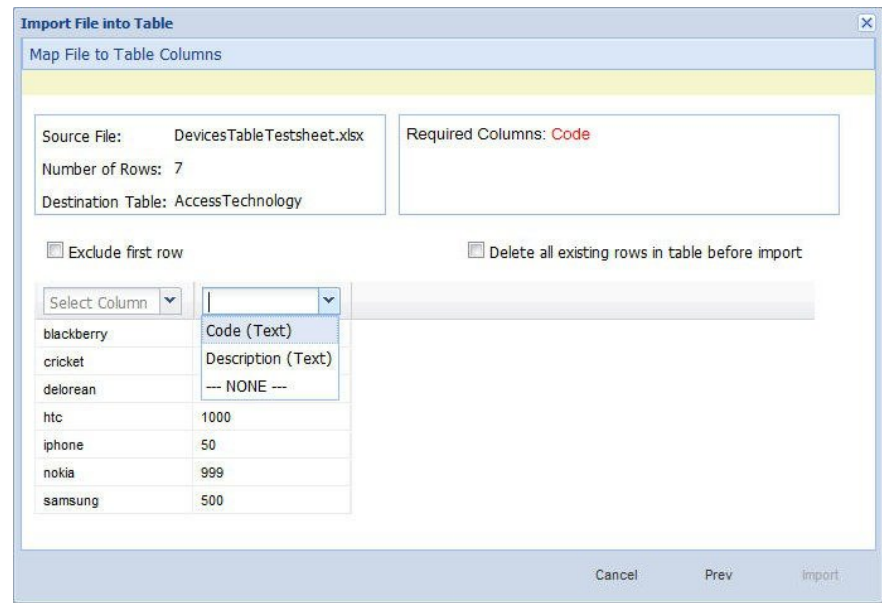 Import File into Table
Map File to Table Columns
Source File: DevicesTableTestsheet.xlsx
Number of Rows: 7
Destination Table: AccessTechnology
Required Columns: Code
Exclude first row
Delete all existing rows in table before import
Select Column
Code (Text)
Description (Text)
--- NONE ---
blackberry
cricket
delorean
htc 1000
iphone 50
nokia 999
samsung 500
Cancel Prev Import